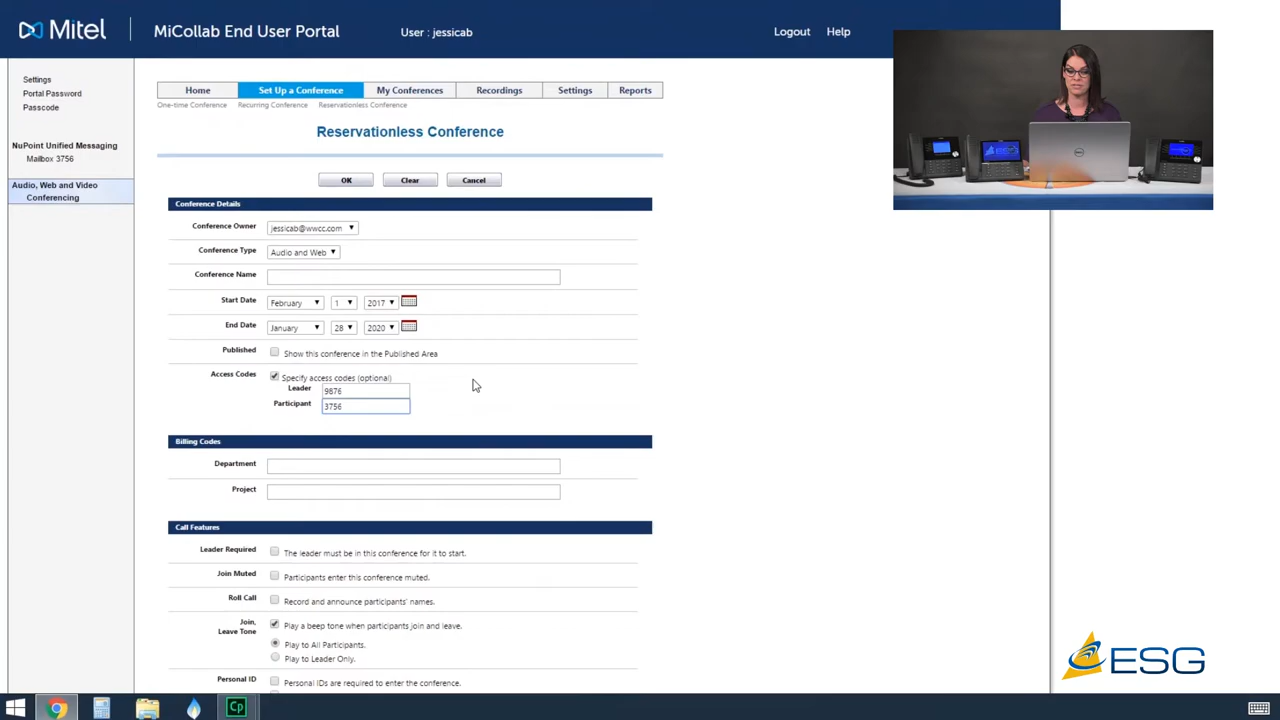 Mitel
MiCollab End User Portal
User : jessicab
Logout Help
Settings
Portal Password
Passcode
NuPoint Unified Messaging
Mailbox 3756
Audio, Web and Video
Conferencing
Home Set Up a Conference My Conferences Recordings Settings Reports
One-time Conference Recurring Conference Reservationless Conference
Reservationless Conference
OK Clear Cancel
Conference Details
Conference Owner jessicab@wwcc.com
Conference Type Audio and Web
Conference Name
Start Date February 1 2017
End Date January 28 2020
Published Show this conference in the Published Area
Access Codes Specify access codes (optional)
Leader 9876
Participant 3756
Billing Codes
Department
Project
Call Features
Leader Required The leader must be in this conference for it to start.
Join Muted Participants enter this conference muted.
Roll Call Record and announce participants' names.
Join,
Leave Tone Play a beep tone when participants join and leave.
Play to All Participants.
Play to Leader Only.
Personal ID Personal IDs are required to enter the conference.
ESG
Cp